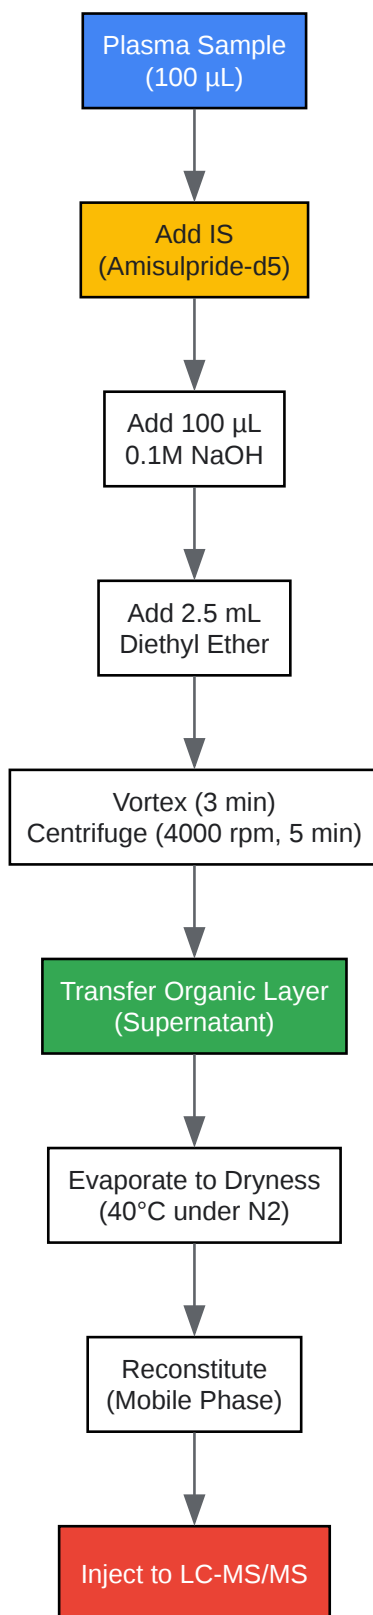 Plasma Sample
(100 µL)
Add IS
(Amisulpride-d5)
Add 100 µL
0.1M NaOH
Add 2.5 mL
Diethyl Ether
Vortex (3 min)
Centrifuge (4000 rpm, 5 min)
Transfer Organic Layer
(Supernatant)
Evaporate to Dryness
(40°C under N2)
Reconstitute
(Mobile Phase)
Inject to LC-MS/MS